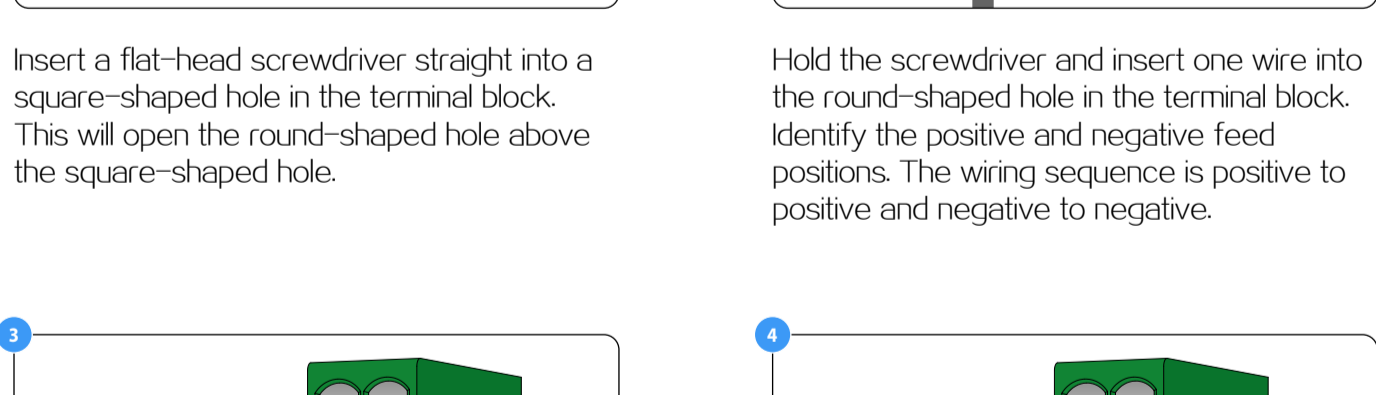 Insert a flat-head screwdriver straight into a
square-shaped hole in the terminal block.
This will open the round-shaped hole above
the square-shaped hole.
Hold the screwdriver and insert one wire into
the round-shaped hole in the terminal block.
Identify the positive and negative feed
positions. The wiring sequence is positive to
positive and negative to negative.
3
4